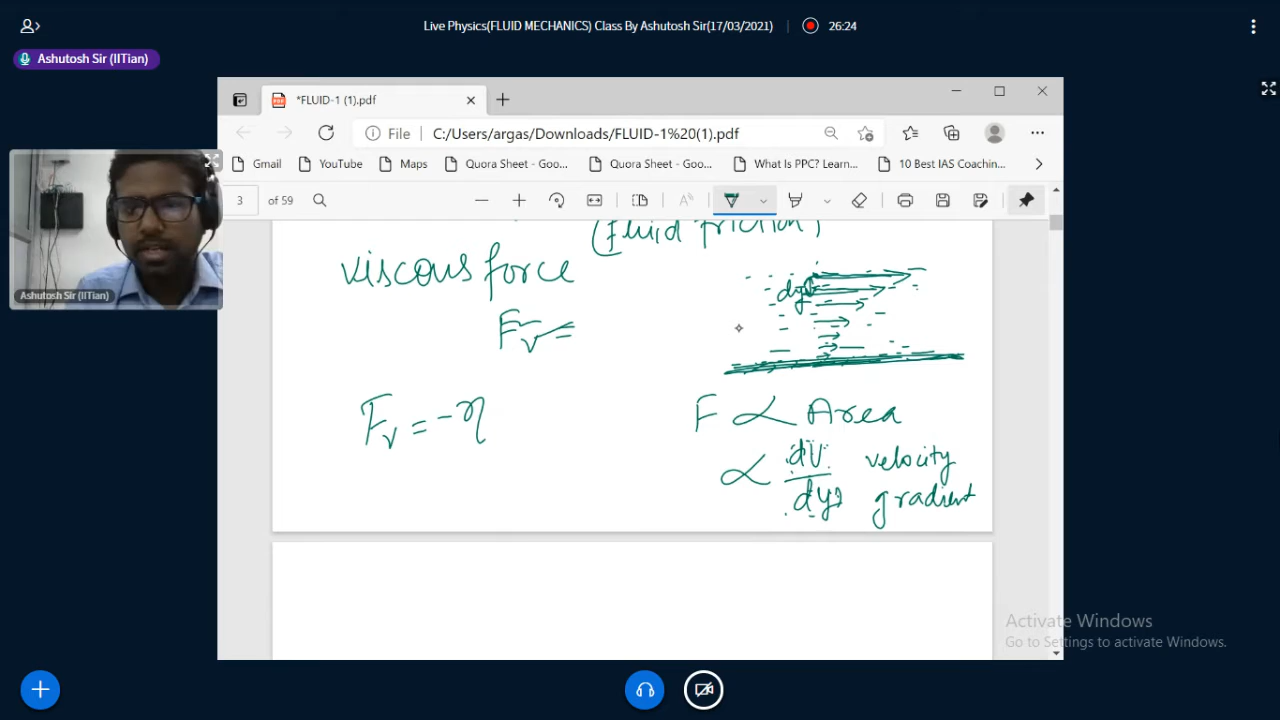 Live Physics(FLUID MECHANICS) Class By Ashutosh Sir(17/03/2021)
26:24
Ashutosh Sir (IITian)
*FLUID-1 (1).pdf
File
C:/Users/argas/Downloads/FLUID-1%20(1).pdf
Gmail
YouTube
Maps
Quora Sheet - Goo...
Quora Sheet - Goo...
What Is PPC? Learn...
10 Best IAS Coachin...
3 of 59
(Fluid friction)
viscous force
dy
Fv =
Fv = -η
F ∝ Area
∝ dV/dy velocity gradient
Ashutosh Sir (IITian)
Activate Windows
Go to Settings to activate Windows.